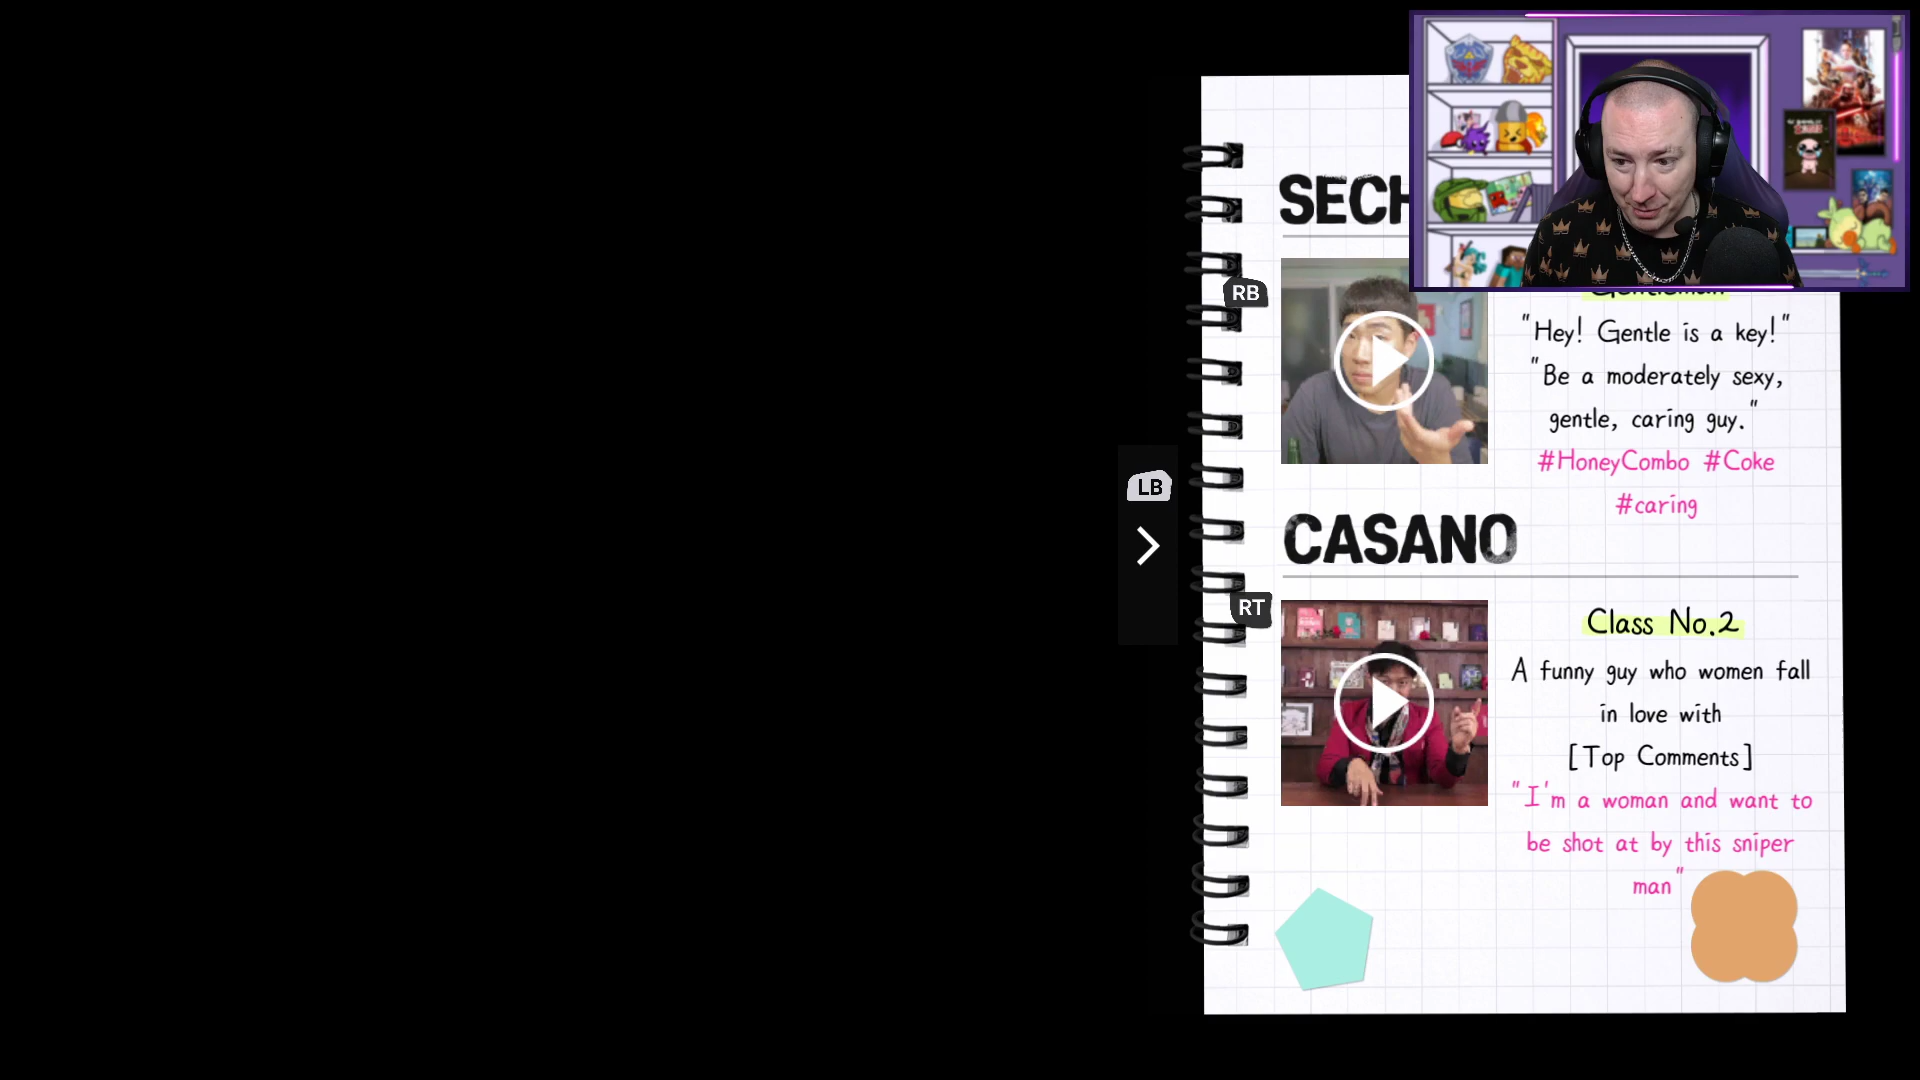 SECH
RB
"Hey! Gentle is a key!"
"Be a moderately sexy,
gentle, caring guy."
#HoneyCombo #Coke
#caring
LB
CASANO
RT
Class No.2
A funny guy who women fall
in love with
[Top Comments]
"I'm a woman and want to
be shot at by this sniper
man"